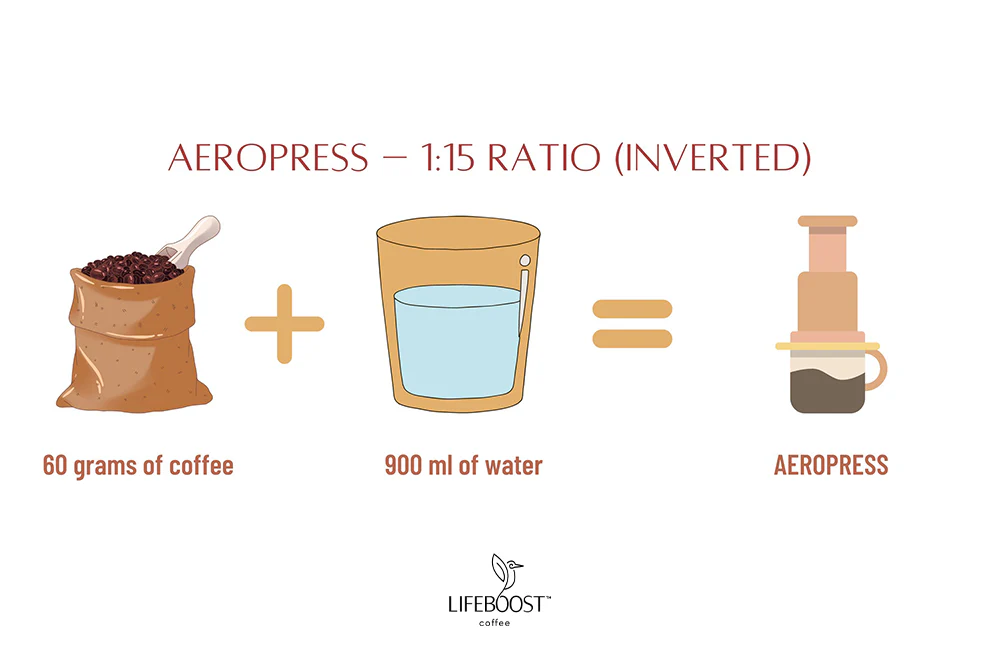 AEROPRESS – 1:15 RATIO (INVERTED)
60 grams of coffee
900 ml of water
AEROPRESS
LIFEBOOST™
coffee